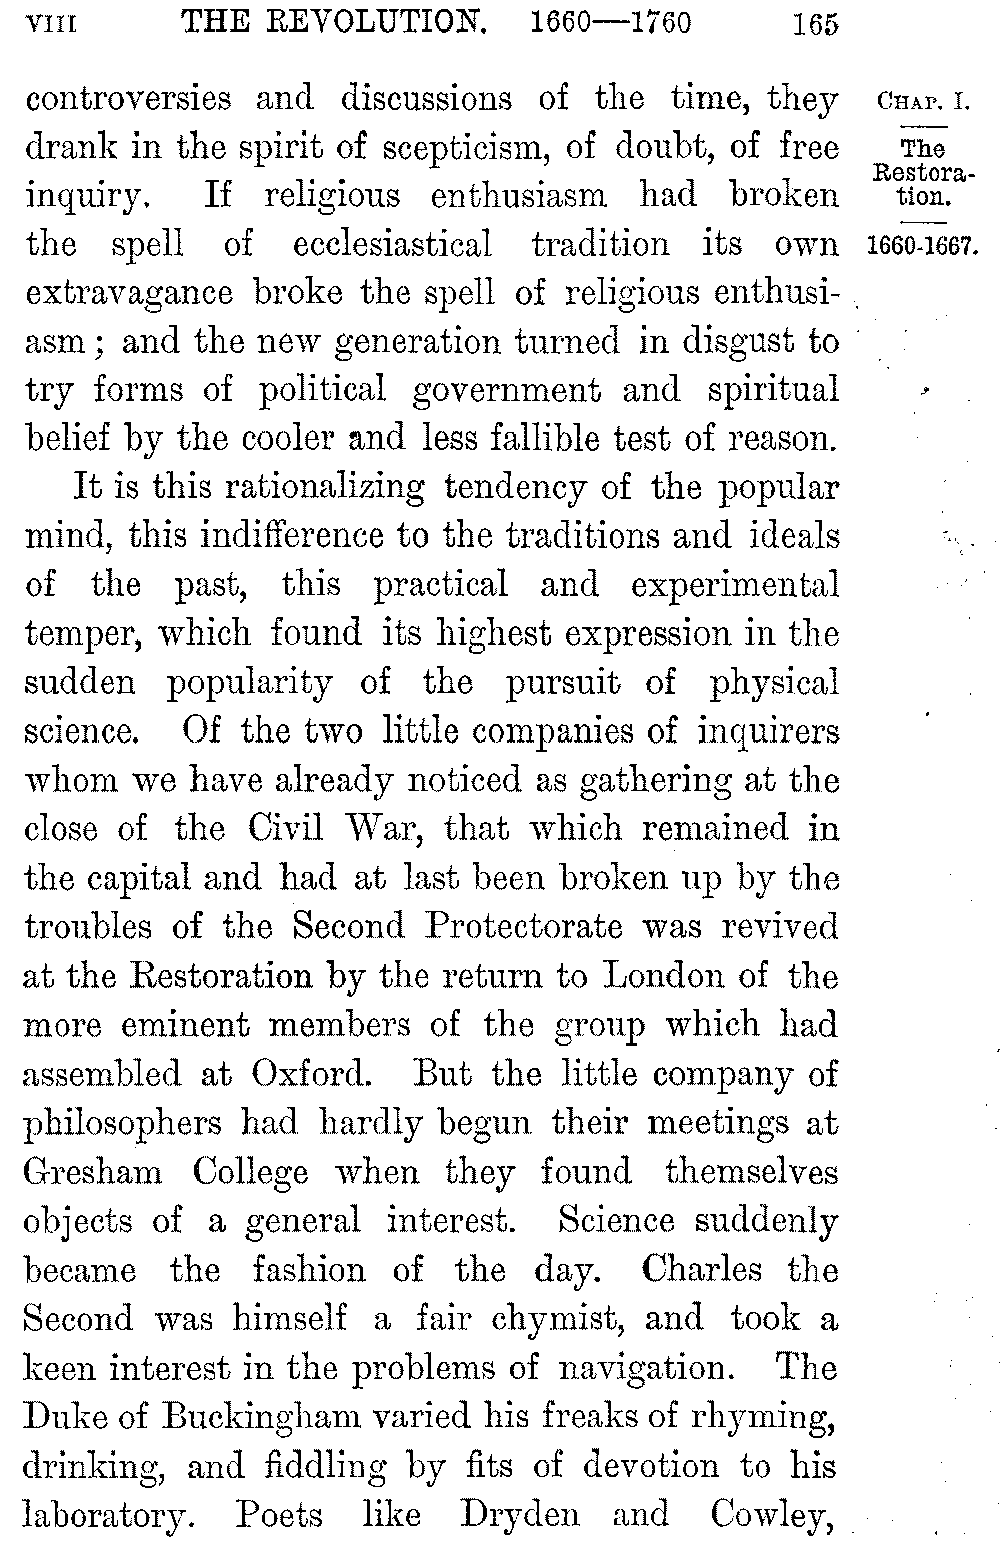 VIII THE REVOLUTION. 1660—1760 165
controversies and discussions of the time, they
drank in the spirit of scepticism, of doubt, of free
inquiry. If religious enthusiasm had broken
the spell of ecclesiastical tradition its own
extravagance broke the spell of religious enthusi-
asm; and the new generation turned in disgust to
try forms of political government and spiritual
belief by the cooler and less fallible test of reason.
It is this rationalizing tendency of the popular
mind, this indifference to the traditions and ideals
of the past, this practical and experimental
temper, which found its highest expression in the
sudden popularity of the pursuit of physical
science. Of the two little companies of inquirers
whom we have already noticed as gathering at the
close of the Civil War, that which remained in
the capital and had at last been broken up by the
troubles of the Second Protectorate was revived
at the Restoration by the return to London of the
more eminent members of the group which had
assembled at Oxford. But the little company of
philosophers had hardly begun their meetings at
Gresham College when they found themselves
objects of a general interest. Science suddenly
became the fashion of the day. Charles the
Second was himself a fair chymist, and took a
keen interest in the problems of navigation. The
Duke of Buckingham varied his freaks of rhyming,
drinking, and fiddling by fits of devotion to his
laboratory. Poets like Dryden and Cowley,
CHAP. I.
The
Restora-
tion.
1660-1667.